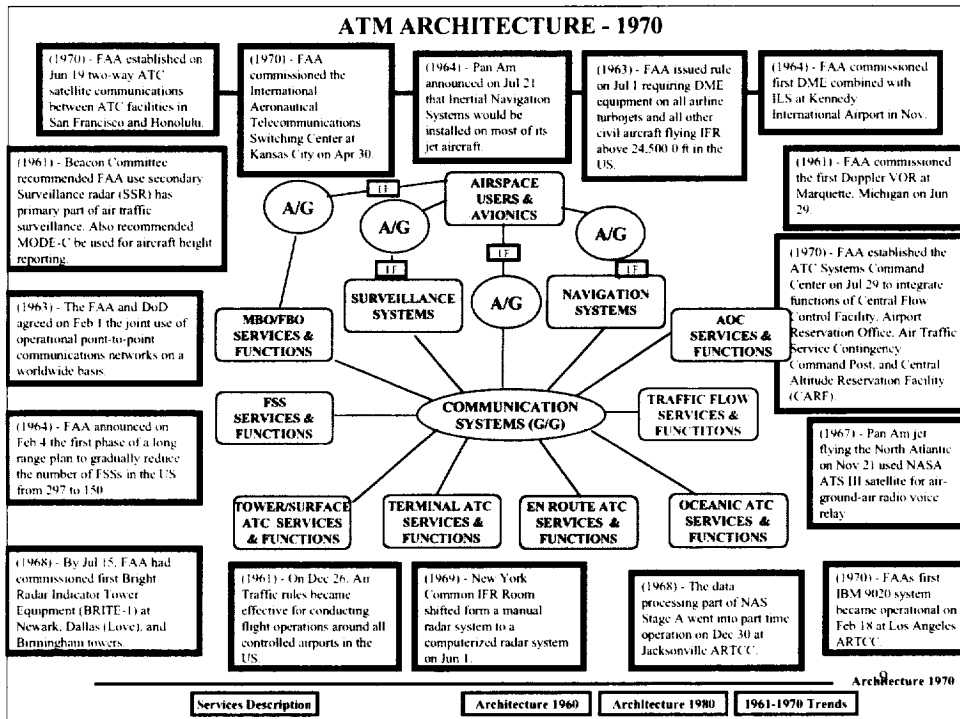 ATM ARCHITECTURE - 1970
(1970) - FAA established on
Jun 19 two-way ATC
satellite communications
between ATC facilities in
San Francisco and Honolulu.
(1970) - FAA
commissioned the
International
Aeronautical
Telecommunications
Switching Center at
Kansas City on Apr 30.
(1964) - Pan Am
announced on Jul 21
that Inertial Navigation
Systems would be
installed on most of its
jet aircraft.
(1963) - FAA issued rule
on Jul 1 requiring DME
equipment on all airline
turbojets and all other
civil aircraft flying IFR
above 24,500 0 ft in the
US.
(1964) - FAA commissioned
first DME combined with
ILS at Kennedy
International Airport in Nov.
(1961) - Beacon Committee
recommended FAA use secondary
Surveillance radar (SSR) has
primary part of air traffic
surveillance. Also recommended
MODE-C be used for aircraft height
reporting.
(1961) - FAA commissioned
the first Doppler VOR at
Marquette, Michigan on Jun
29.
I/F
AIRSPACE
USERS &
AVIONICS
A/G
A/G
A/G
I/F
I/F
I/F
A/G
SURVEILLANCE
SYSTEMS
NAVIGATION
SYSTEMS
(1970) - FAA established the
ATC Systems Command
Center on Jul 29 to integrate
functions of Central Flow
Control Facility, Airport
Reservation Office, Air Traffic
Service Contingency
Command Post, and Central
Altitude Reservation Facility
(CARF).
(1963) - The FAA and DoD
agreed on Feb 1 the joint use of
operational point-to-point
communications networks on a
worldwide basis.
MBO/FBO
SERVICES &
FUNCTIONS
AOC
SERVICES &
FUNCTIONS
FSS
SERVICES &
FUNCTIONS
COMMUNICATION
SYSTEMS (G/G)
TRAFFIC FLOW
SERVICES &
FUNCTITONS
(1964) - FAA announced on
Feb 4 the first phase of a long
range plan to gradually reduce
the number of FSSs in the US
from 297 to 150
(1967) - Pan Am jet
flying the North Atlantic
on Nov 21 used NASA
ATS III satellite for air-
ground-air radio voice
relay
TOWER/SURFACE
ATC SERVICES
& FUNCTIONS
TERMINAL ATC
SERVICES &
FUNCTIONS
EN ROUTE ATC
SERVICES &
FUNCTIONS
OCEANIC ATC
SERVICES &
FUNCTIONS
(1968) - By Jul 15, FAA had
commissioned first Bright
Radar Indicator Tower
Equipment (BRITE-1) at
Newark, Dallas (Love), and
Birmingham towers.
(1961) - On Dec 26, Air
Traffic rules became
effective for conducting
flight operations around all
controlled airports in the
US.
(1969) - New York
Common IFR Room
shifted form a manual
radar system to a
computerized radar system
on Jun 1.
(1968) - The data
processing part of NAS
Stage A went into part time
operation on Dec 30 at
Jacksonville ARTCC.
(1970) - FAAs first
IBM 9020 system
became operational on
Feb 18 at Los Angeles
ARTCC.
9
Architecture 1970
Services Description
Architecture 1960
Architecture 1980
1961-1970 Trends